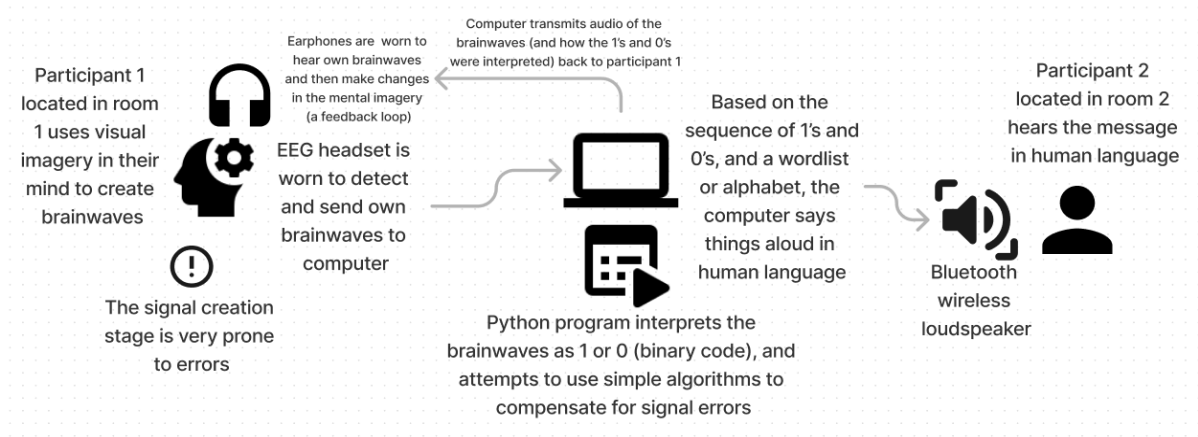 Participant 1
located in room
1 uses visual
imagery in their
mind to create
brainwaves
The signal creation
stage is very prone
to errors
Earphones are worn to
hear own brainwaves
and then make changes
in the mental imagery
(a feedback loop)
EEG headset is
worn to detect
and send own
brainwaves to
computer
Computer transmits audio of the
brainwaves (and how the 1's and 0's
were interpreted) back to participant 1
Python program interprets the
brainwaves as 1 or 0 (binary code), and
attempts to use simple algorithms to
compensate for signal errors
Based on the
sequence of 1's and
0's, and a wordlist
or alphabet, the
computer says
things aloud in
human language
Bluetooth
wireless
loudspeaker
Participant 2
located in room 2
hears the message
in human language